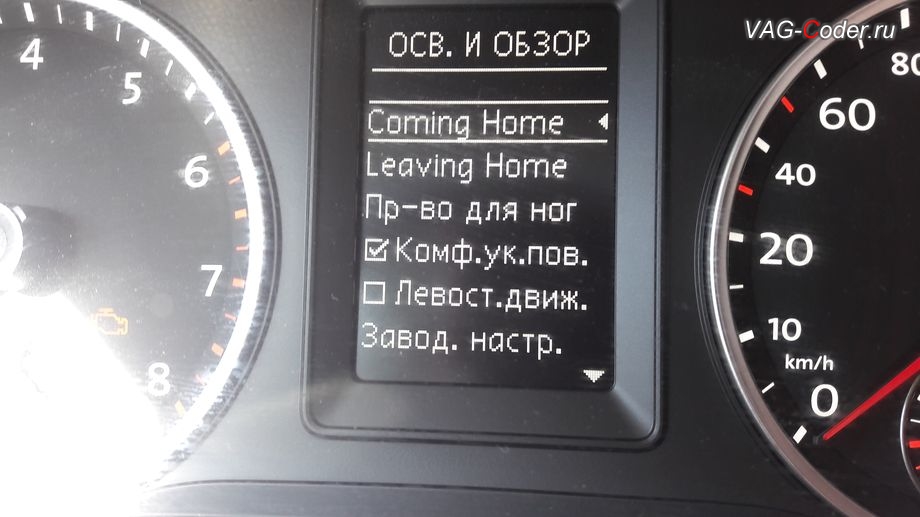 VAG-Coder.ru
ОСВ. И ОБЗОР
Coming Home
Leaving Home
Пр-во для ног
Комф.ук.пов.
Левост.движ.
Завод. настр.
4
5
6
7
8
80
60
40
20
10
km/h
0